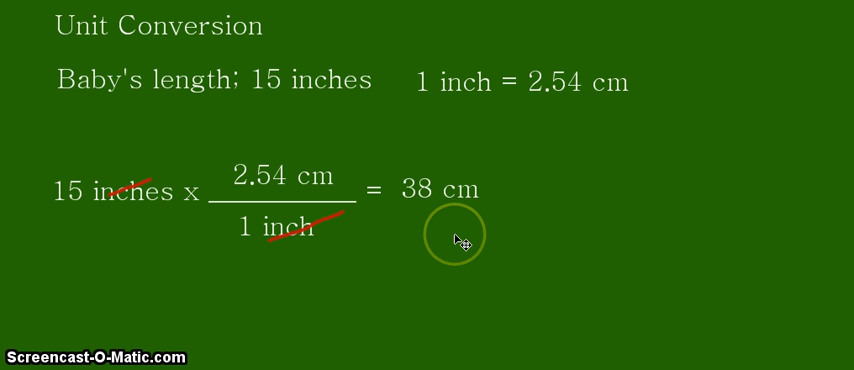 Unit Conversion
Baby's length; 15 inches 1 inch = 2.54 cm
15 inches x 2.54 cm = 38 cm
1 inch
Screencast-O-Matic.com